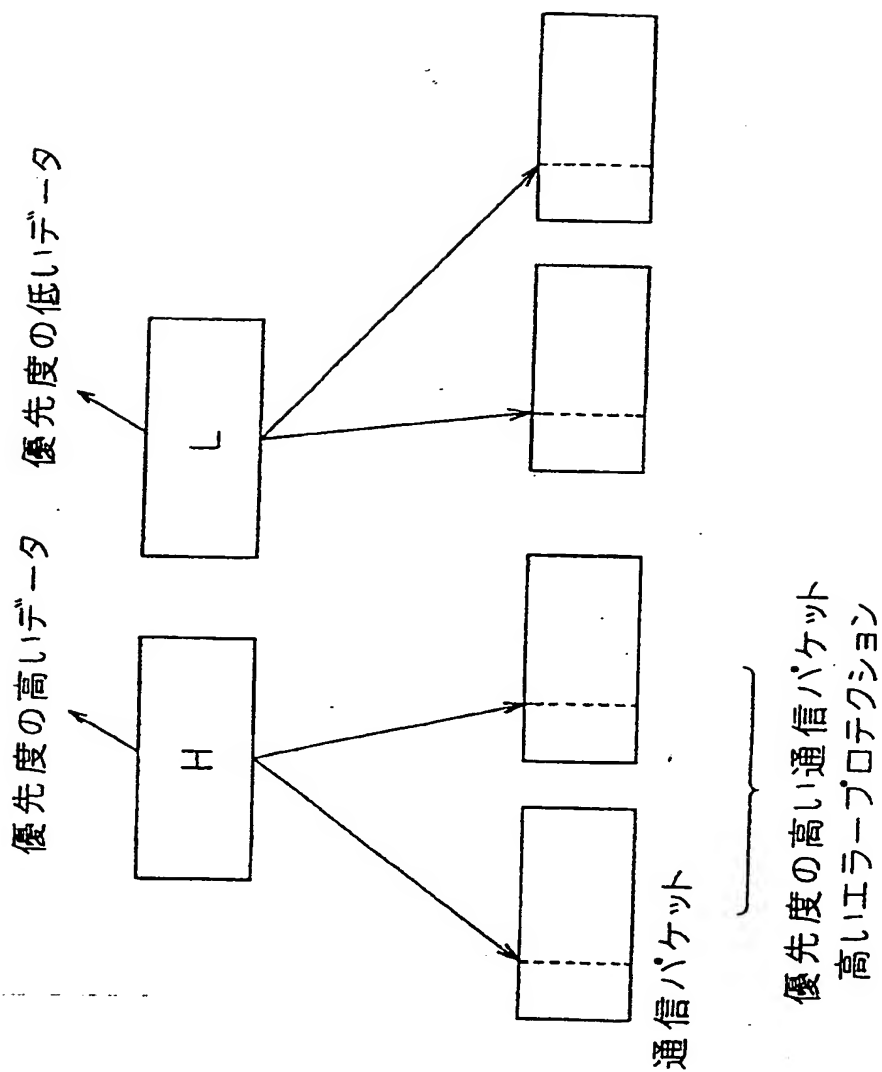 優先度の高いデータ
優先度の低いデータ
H
L
通信パケット
優先度の高い通信パケット
高いエラープロテクション